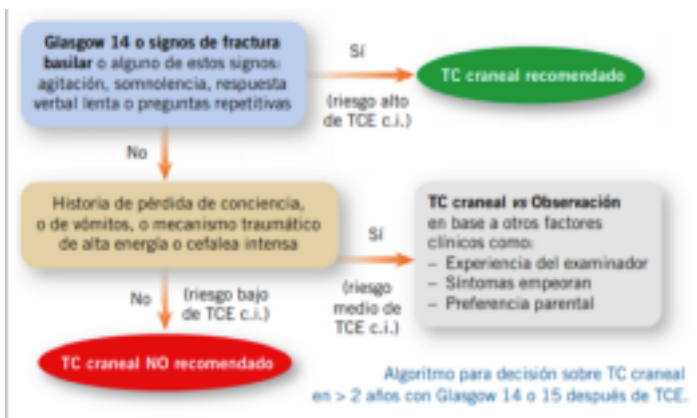 Glasgow 14 o signos de fractura
basilar o alguno de estos signos:
agitación, somnolencia, respuesta
verbal lenta o preguntas repetitivas
Sí
(riesgo alto
de TCE c.i.)
TC craneal recomendado
No
Historia de pérdida de conciencia,
o de vómitos, o mecanismo traumático
de alta energía o cefalea intensa
Sí
(riesgo
medio de
TCE c.i.)
TC craneal vs Observación
en base a otros factores
clínicos como:
– Experiencia del examinador
– Síntomas empeoran
– Preferencia parental
No
(riesgo bajo
de TCE c.i.)
TC craneal NO recomendado
Algoritmo para decisión sobre TC craneal
en > 2 años con Glasgow 14 o 15 después de TCE.